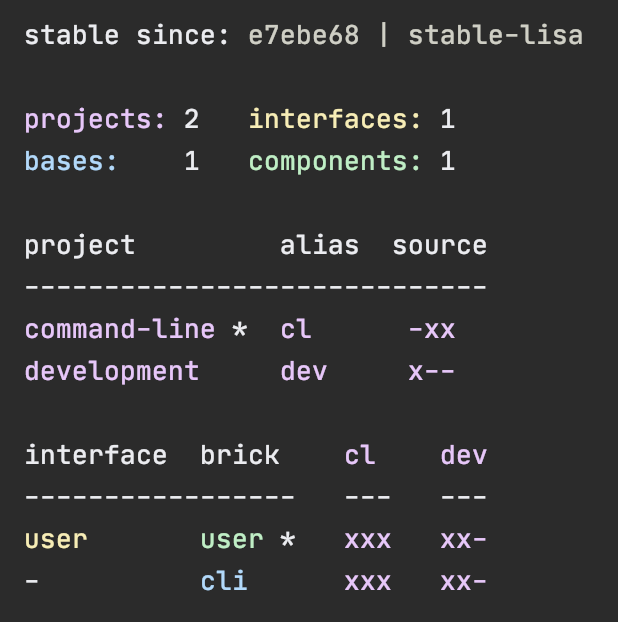 stable since: e7ebe68 | stable-lisa
projects: 2   interfaces: 1
bases:    1   components: 1
project         alias  source
-----------------------------
command-line *  cl      -xx
development     dev     x--
interface  brick    cl    dev
-----------------   ---   ---
user       user *   xxx   xx-
-          cli      xxx   xx-